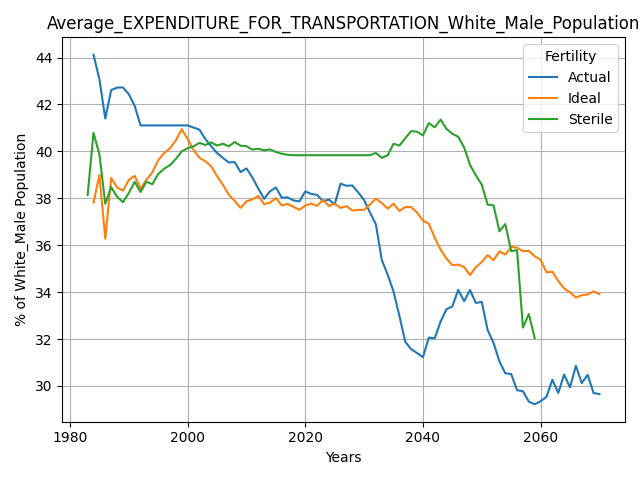 Average_EXPENDITURE_FOR_TRANSPORTATION_White_Male_Population
Fertility
Actual
Ideal
Sterile
% of White_Male Population
44
42
40
38
36
34
32
30
1980
2000
2020
2040
2060
Years